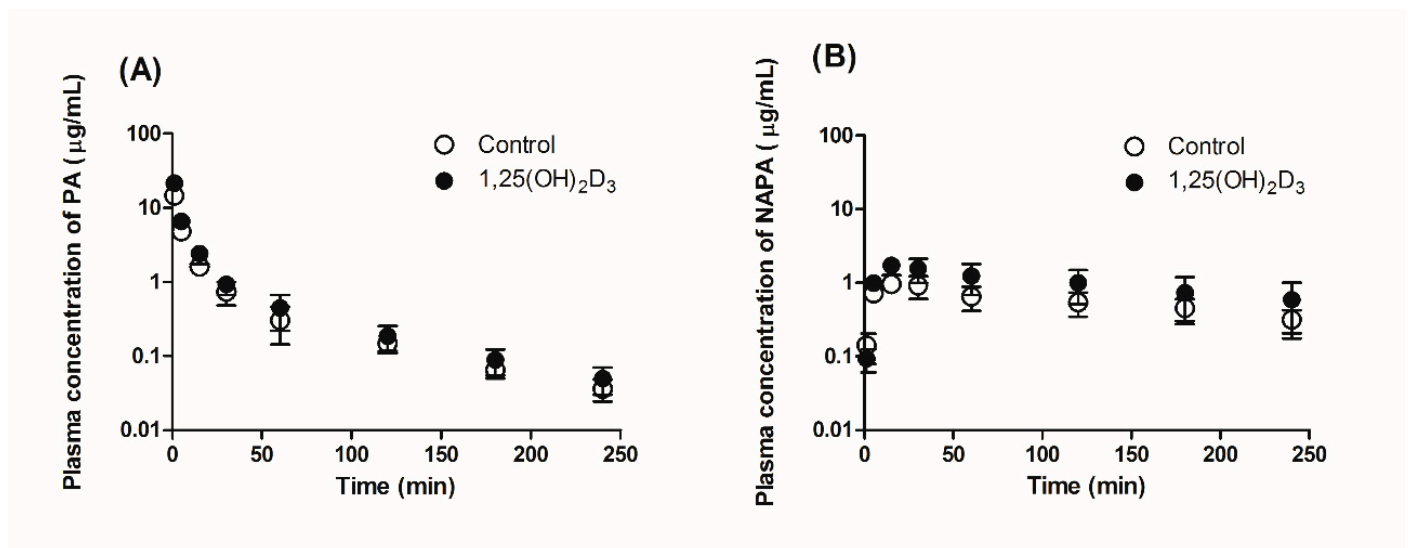 (A)
Plasma concentration of PA ( μg/mL)
100
10
1
0.1
0.01
0
50
100
150
200
250
Time (min)
Control
1,25(OH)₂D₃
(B)
Plasma concentration of NAPA ( μg/mL)
100
10
1
0.1
0.01
0
50
100
150
200
250
Time (min)
Control
1,25(OH)₂D₃